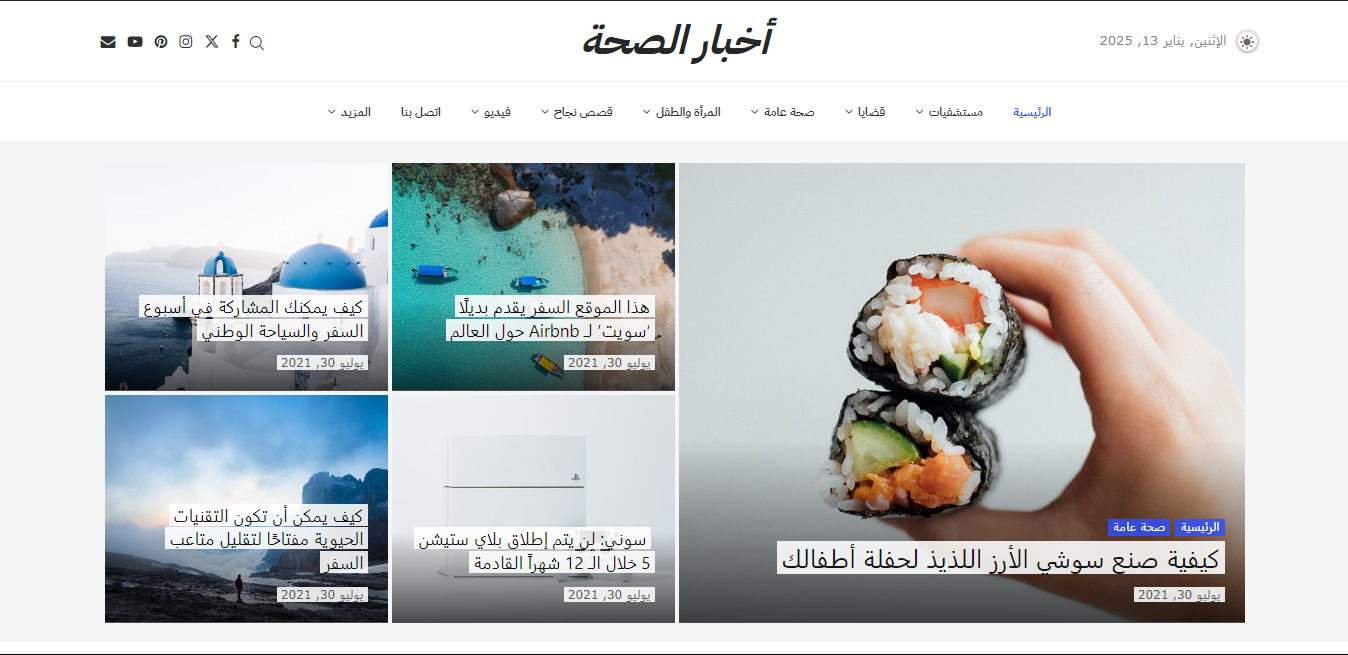 الإثنين, يناير 13, 2025
أخبار الصحة
الرئيسية
مستشفيات
قضايا
صحة عامة
المرأة والطفل
قصص نجاح
فيديو
اتصل بنا
المزيد
الرئيسية
صحة عامة
كيفية صنع سوشي الأرز اللذيذ لحفلة أطفالك
يوليو 30, 2021
هذا الموقع السفر يقدم بديلًا
‘سويت’ لـ Airbnb حول العالم
يوليو 30, 2021
كيف يمكنك المشاركة في أسبوع
السفر والسياحة الوطني
يوليو 30, 2021
سوني: لن يتم إطلاق بلاي ستيشن
5 خلال الـ 12 شهراً القادمة
يوليو 30, 2021
كيف يمكن أن تكون التقنيات
الحيوية مفتاحًا لتقليل متاعب
السفر
يوليو 30, 2021